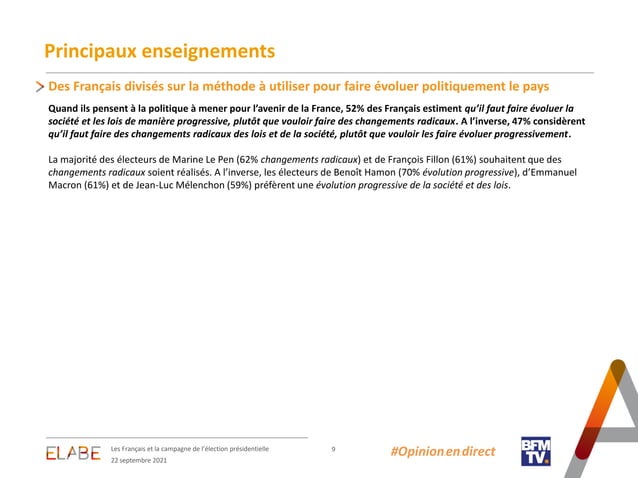 Principaux enseignements
Des Français divisés sur la méthode à utiliser pour faire évoluer politiquement le pays
Quand ils pensent à la politique à mener pour l’avenir de la France, 52% des Français estiment qu’il faut faire évoluer la
société et les lois de manière progressive, plutôt que vouloir faire des changements radicaux. A l’inverse, 47% considèrent
qu’il faut faire des changements radicaux des lois et de la société, plutôt que vouloir les faire évoluer progressivement.
La majorité des électeurs de Marine Le Pen (62% changements radicaux) et de François Fillon (61%) souhaitent que des
changements radicaux soient réalisés. A l’inverse, les électeurs de Benoît Hamon (70% évolution progressive), d’Emmanuel
Macron (61%) et de Jean-Luc Mélenchon (59%) préfèrent une évolution progressive de la société et des lois.
ELABE
Les Français et la campagne de l’élection présidentielle
22 septembre 2021
9
#Opinionendirect
BFM
TV.